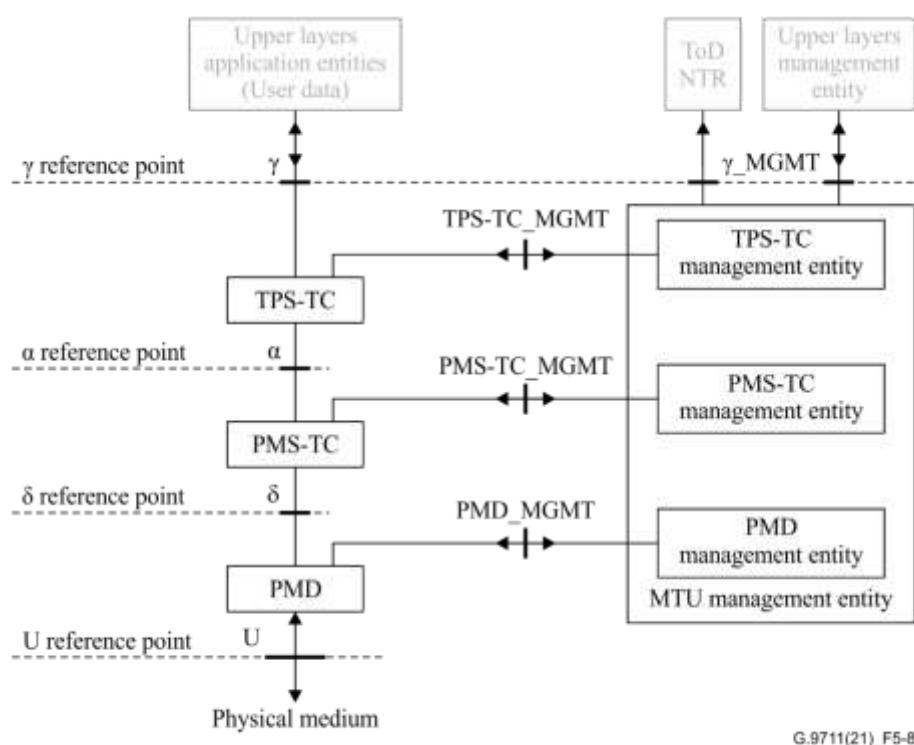 Upper layers
application entities
(User data)
ToD
NTR
Upper layers
management
entity
γ reference point
γ
γ_MGMT
TPS-TC_MGMT
TPS-TC
management entity
TPS-TC
α reference point
α
PMS-TC_MGMT
PMS-TC
management entity
PMS-TC
δ reference point
δ
PMD_MGMT
PMD
management entity
PMD
MTU management entity
U reference point
U
Physical medium
G.9711(21)_F5-8